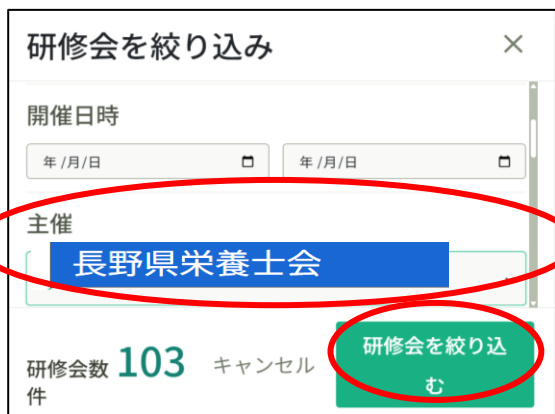 研修会を絞り込み ×
開催日時
年 /月/日 年 /月/日
主催
長野県栄養士会
研修会数 103
件
キャンセル
研修会を絞り込
む